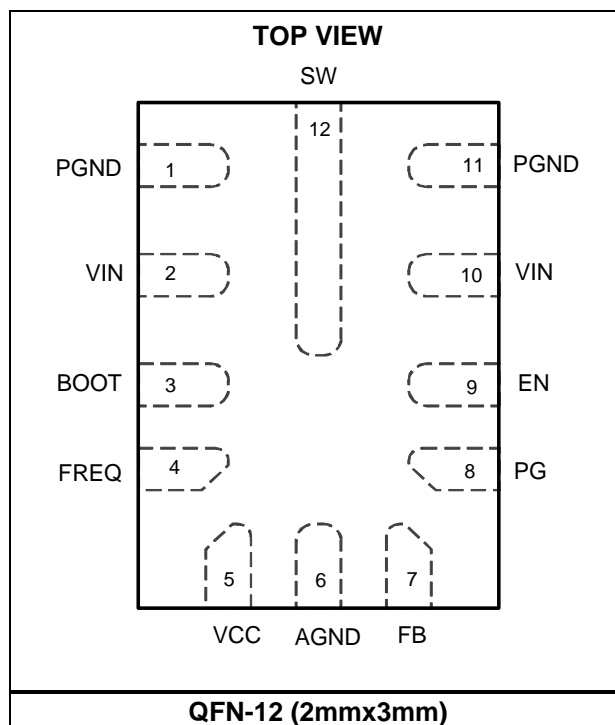 TOP VIEW
SW
12
PGND 1 11 PGND
VIN 2 10 VIN
BOOT 3 9 EN
FREQ 4 8 PG
5 6 7
VCC AGND FB
QFN-12 (2mmx3mm)